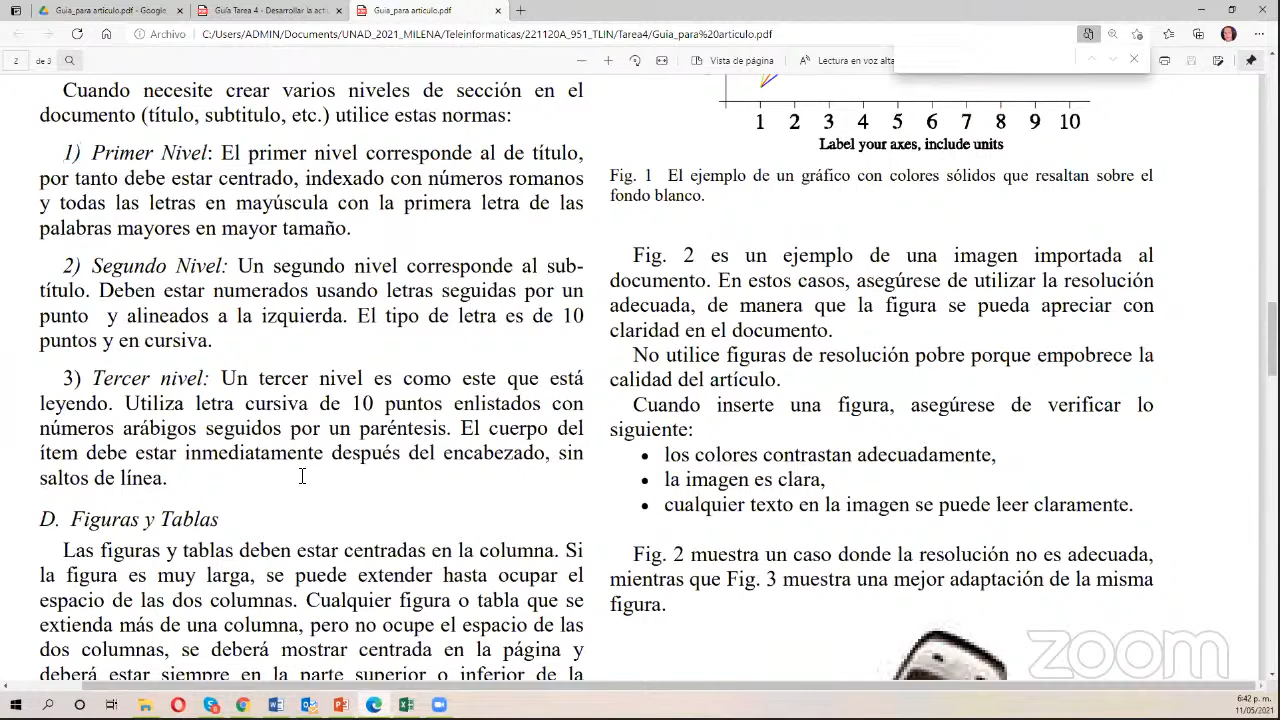 Guia_para articulo.pdf - Google
Guía Tarea 4 - Desarrollar la acti
Guia_para articulo.pdf
Archivo
C:/Users/ADMIN/Documents/UNAD_2021_MILENA/Teleinformaticas/221120A_951_TLIN/Tarea4/Guia_para%20articulo.pdf
2
de 3
Vista de página
Lectura en voz alta
Cuando necesite crear varios niveles de sección en el
documento (título, subtitulo, etc.) utilice estas normas:
1) Primer Nivel: El primer nivel corresponde al de título,
por tanto debe estar centrado, indexado con números romanos
y todas las letras en mayúscula con la primera letra de las
palabras mayores en mayor tamaño.
2) Segundo Nivel: Un segundo nivel corresponde al sub-
título. Deben estar numerados usando letras seguidas por un
punto y alineados a la izquierda. El tipo de letra es de 10
puntos y en cursiva.
3) Tercer nivel: Un tercer nivel es como este que está
leyendo. Utiliza letra cursiva de 10 puntos enlistados con
números arábigos seguidos por un paréntesis. El cuerpo del
ítem debe estar inmediatamente después del encabezado, sin
saltos de línea.
D. Figuras y Tablas
Las figuras y tablas deben estar centradas en la columna. Si
la figura es muy larga, se puede extender hasta ocupar el
espacio de las dos columnas. Cualquier figura o tabla que se
extienda más de una columna, pero no ocupe el espacio de las
dos columnas, se deberá mostrar centrada en la página y
deberá estar siempre en la parte superior o inferior de la
1 2 3 4 5 6 7 8 9 10
Label your axes, include units
Fig. 1 El ejemplo de un gráfico con colores sólidos que resaltan sobre el
fondo blanco.
Fig. 2 es un ejemplo de una imagen importada al
documento. En estos casos, asegúrese de utilizar la resolución
adecuada, de manera que la figura se pueda apreciar con
claridad en el documento.
No utilice figuras de resolución pobre porque empobrece la
calidad del artículo.
Cuando inserte una figura, asegúrese de verificar lo
siguiente:
• los colores contrastan adecuadamente,
• la imagen es clara,
• cualquier texto en la imagen se puede leer claramente.
Fig. 2 muestra un caso donde la resolución no es adecuada,
mientras que Fig. 3 muestra una mejor adaptación de la misma
figura.
zoom
6:42 p. m.
11/05/2021